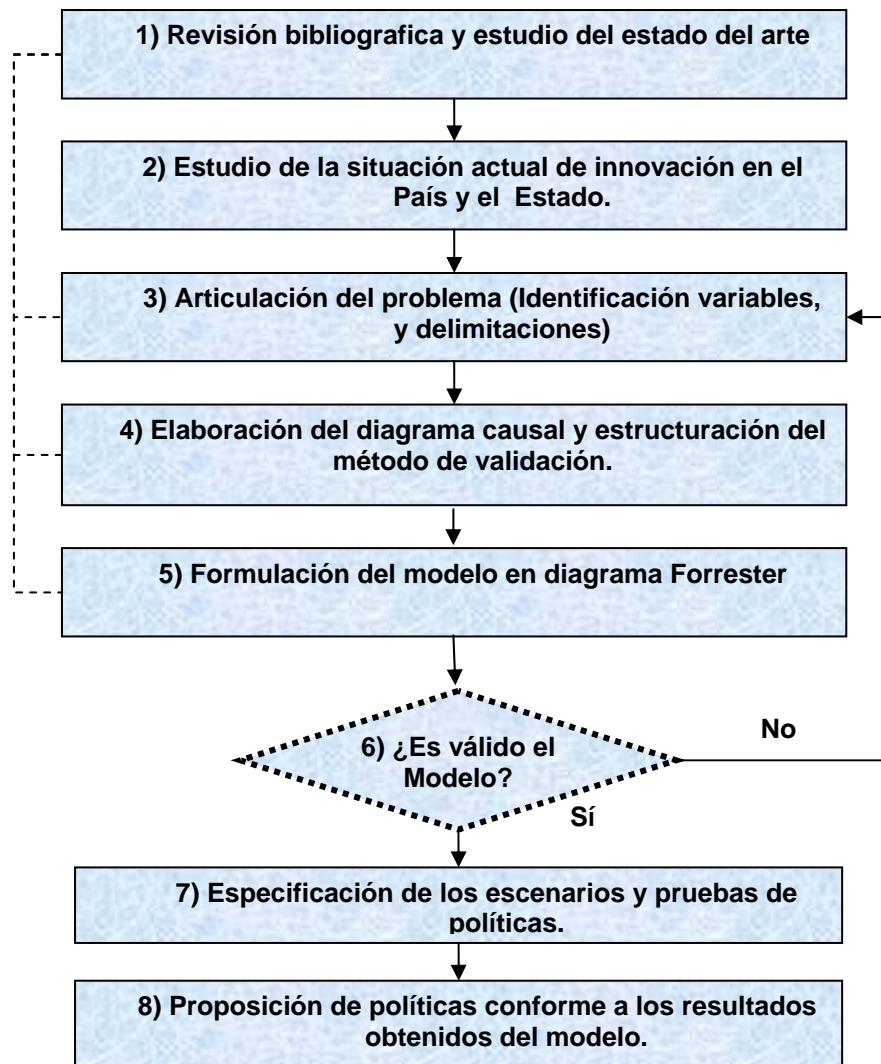 1) Revisión bibliografica y estudio del estado del arte
2) Estudio de la situación actual de innovación en el
País y el Estado.
3) Articulación del problema (Identificación variables,
y delimitaciones)
4) Elaboración del diagrama causal y estructuración del
método de validación.
5) Formulación del modelo en diagrama Forrester
6) ¿Es válido el
Modelo?
No
Sí
7) Especificación de los escenarios y pruebas de
políticas.
8) Proposición de políticas conforme a los resultados
obtenidos del modelo.